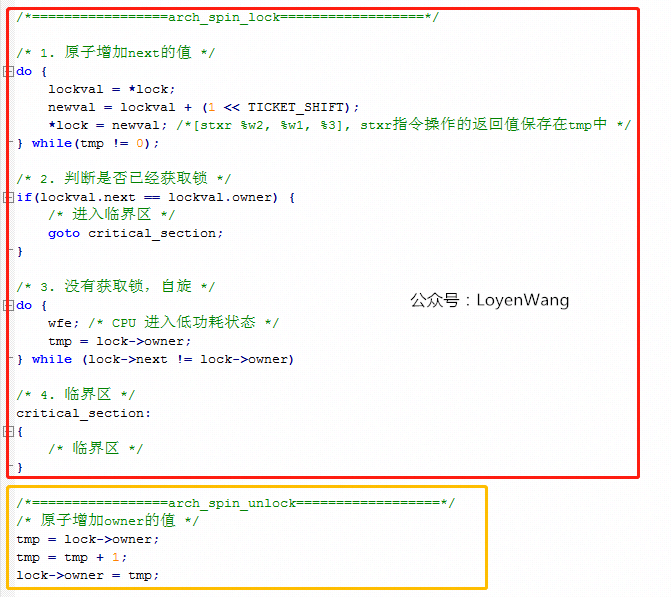 /*=================arch_spin_lock==================*/
/* 1. 原子增加next的值 */
do {
    lockval = *lock;
    newval = lockval + (1 << TICKET_SHIFT);
    *lock = newval; /*[stxr %w2, %w1, %3], stxr指令操作的返回值保存在tmp中 */
} while(tmp != 0);
/* 2. 判断是否已经获取锁 */
if(lockval.next == lockval.owner) {
    /* 进入临界区 */
    goto critical_section;
}
/* 3. 没有获取锁，自旋 */
do {
公众号：LoyenWang
    wfe; /* CPU 进入低功耗状态 */
    tmp = lock->owner;
} while (lock->next != lock->owner)
/* 4. 临界区 */
critical_section:
{
    /* 临界区 */
}
/*=================arch_spin_unlock==================*/
/* 原子增加owner的值 */
tmp = lock->owner;
tmp = tmp + 1;
lock->owner = tmp;